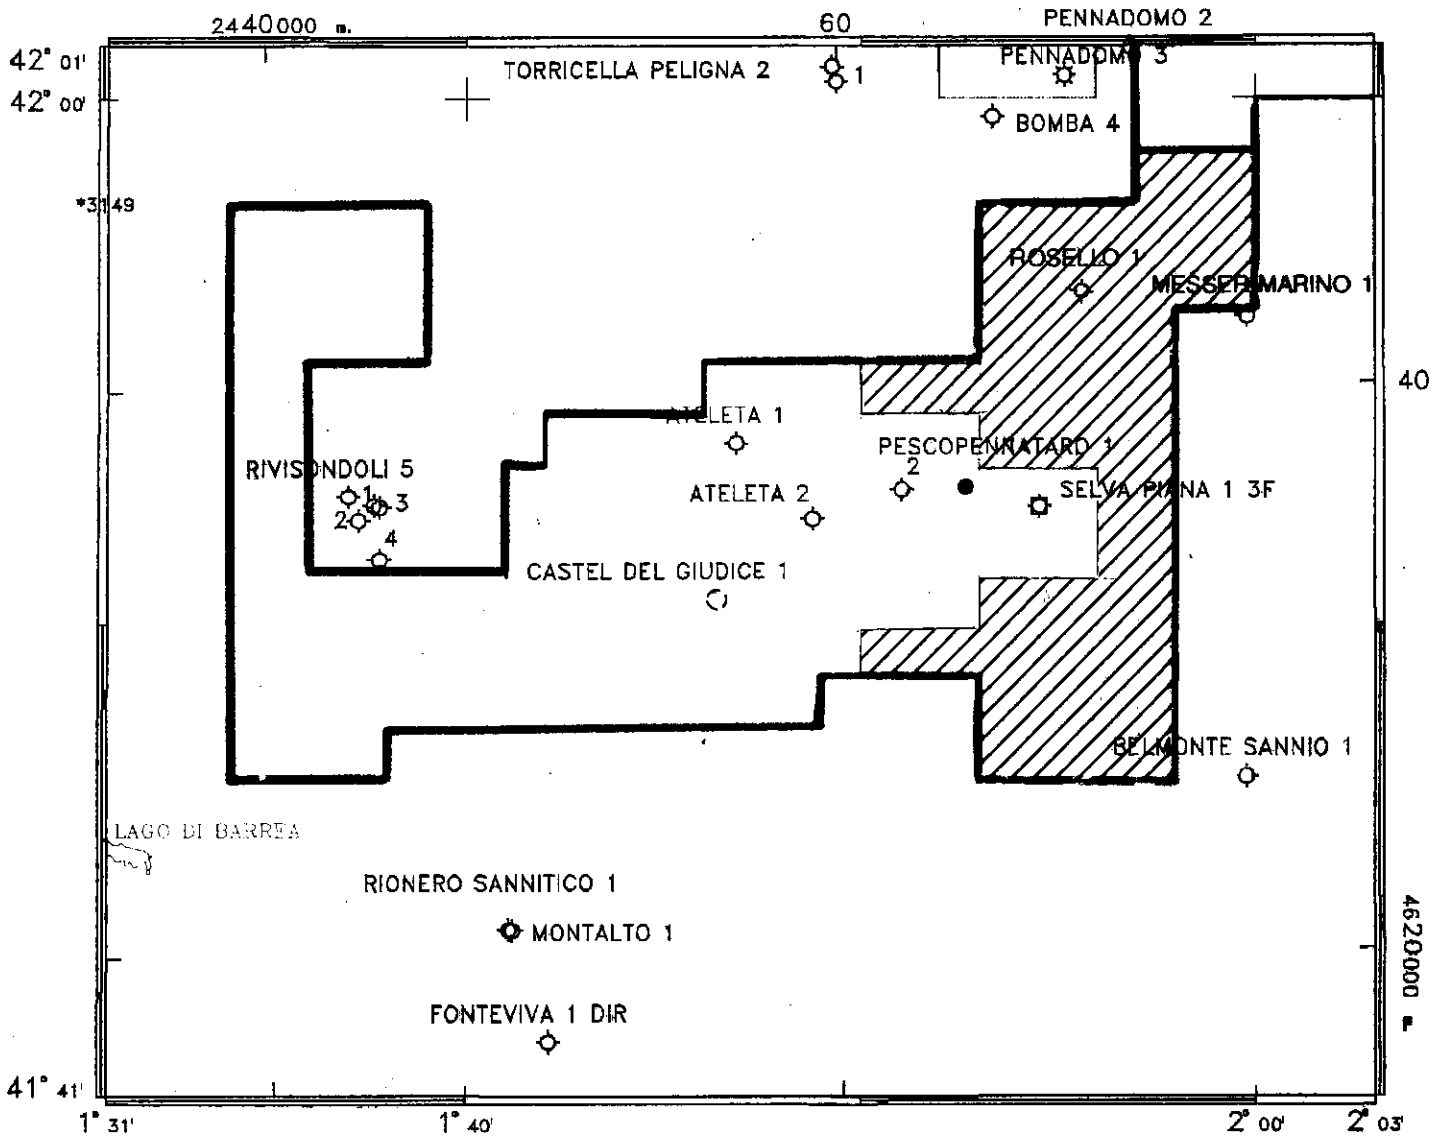 2440000 m.
60
PENNADOMO 2
42° 01'
TORRICELLA PELIGNA 2
1
PENNADOMO 3
42° 00'
BOMBA 4
*3149
ROSELLO 1
MESSER MARINO 1
40
ATELETA 1
PESCOPENNATARO 1
RIVISONDOLI 5
2
1
3
ATELETA 2
SELVA PIANA 1 3F
2
4
CASTEL DEL GIUDICE 1
BELMONTE SANNIO 1
LAGO DI BARREA
RIONERO SANNITICO 1
MONTALTO 1
4620000 m.
FONTEVIVA 1 DIR
41° 41'
1° 31'
1° 40'
2° 00'
2° 03'